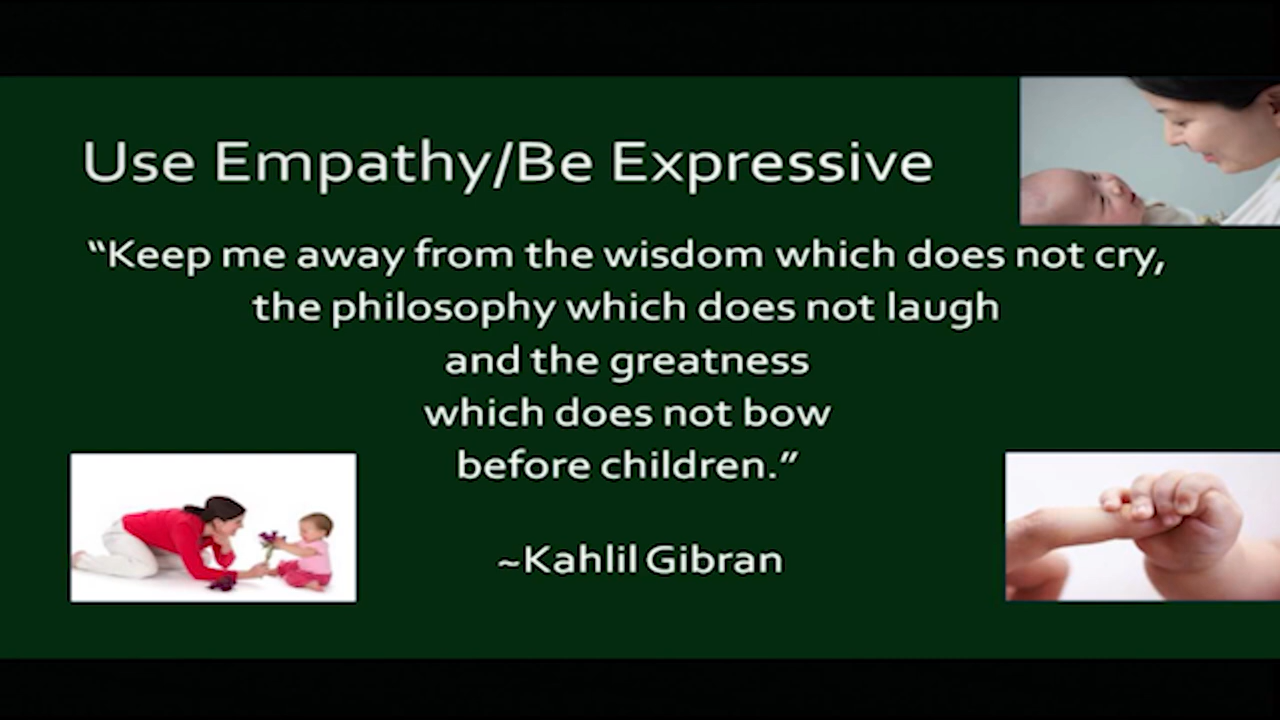 Use Empathy/Be Expressive
“Keep me away from the wisdom which does not cry,
the philosophy which does not laugh
and the greatness
which does not bow
before children.”
~Kahlil Gibran